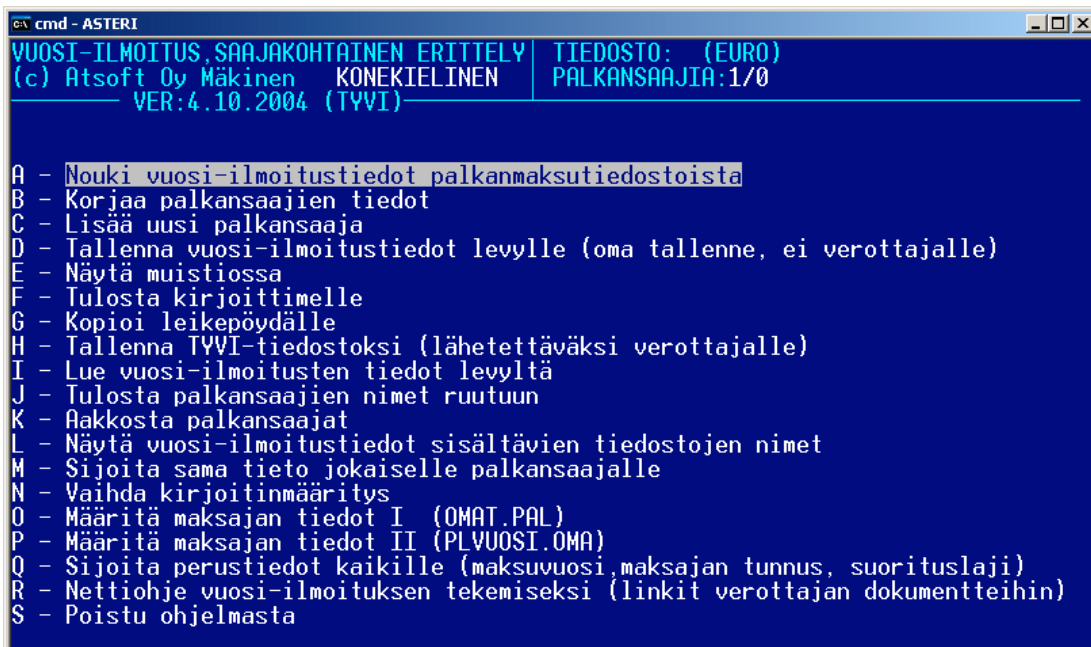 cmd - ASTERI
VUOSI-ILMOITUS,SAAJAKOHTAINEN ERITTELY TIEDOSTO: (EURO)
(c) Atsoft Oy Mäkinen KONEKIELINEN PALKANSAAJIA:1/0
VER:4.10.2004 (TYVI)
A - Nouki vuosi-ilmoitustiedot palkanmaksutiedostoista
B - Korjaa palkansaajien tiedot
C - Lisää uusi palkansaaja
D - Tallenna vuosi-ilmoitustiedot levylle (oma tallenne, ei verottajalle)
E - Näytä muistiossa
F - Tulosta kirjoittimelle
G - Kopioi leikepöydälle
H - Tallenna TYVI-tiedostoksi (lähetettäväksi verottajalle)
I - Lue vuosi-ilmoitusten tiedot levyltä
J - Tulosta palkansaajien nimet ruutuun
K - Aakkosta palkansaajat
L - Näytä vuosi-ilmoitustiedot sisältävien tiedostojen nimet
M - Sijoita sama tieto jokaiselle palkansaajalle
N - Vaihda kirjoitinmääritys
O - Määritä maksajan tiedot I (OMAT.PAL)
P - Määritä maksajan tiedot II (PLVUOSI.OMA)
Q - Sijoita perustiedot kaikille (maksuvuosi,maksajan tunnus, suorituslaji)
R - Nettiohje vuosi-ilmoituksen tekemiseksi (linkit verottajan dokumentteihin)
S - Poistu ohjelmasta